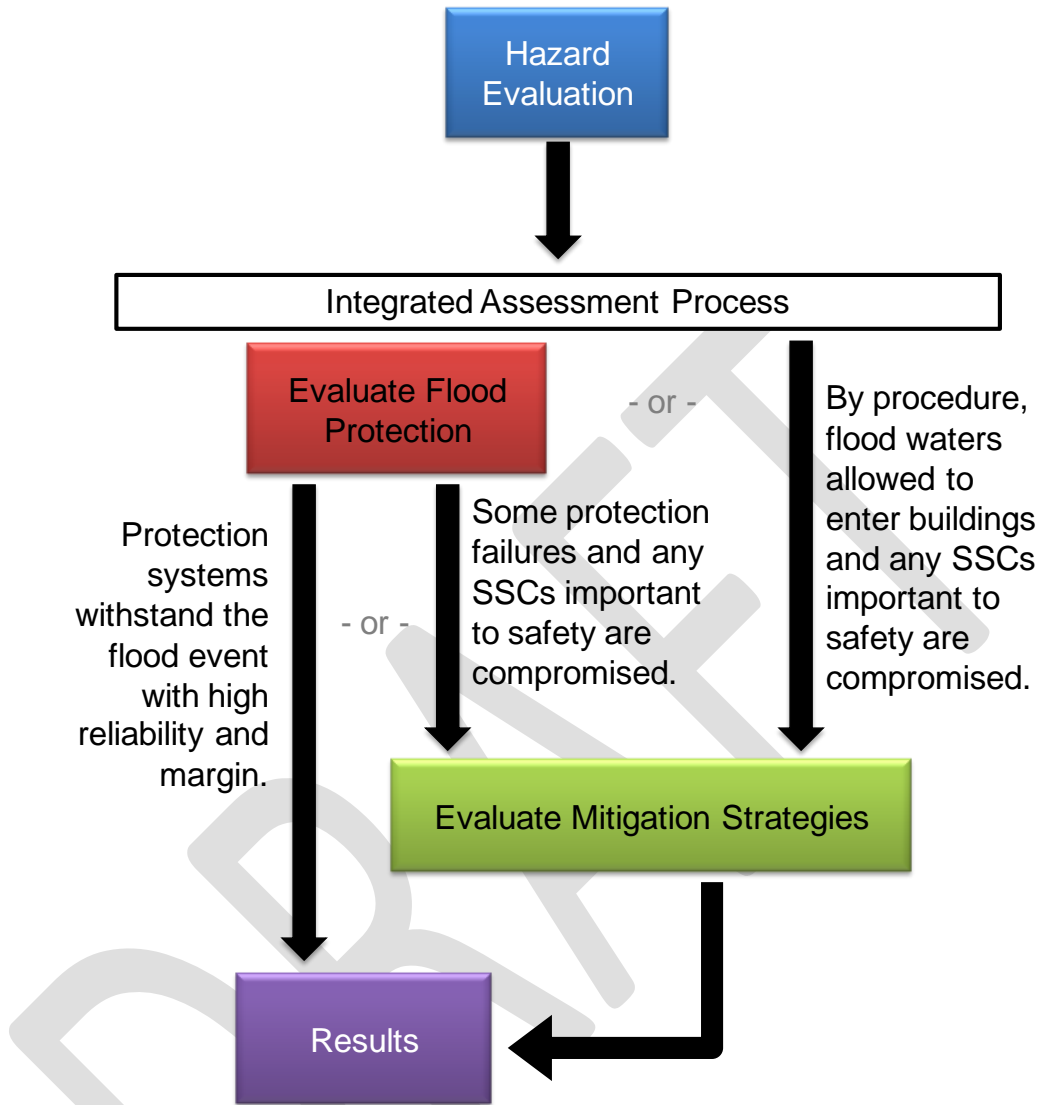 Hazard
Evaluation
Integrated Assessment Process
Evaluate Flood
Protection
- or -
By procedure,
flood waters
allowed to
enter buildings
and any SSCs
important to
safety are
compromised.
Protection
systems
withstand the
flood event
with high
reliability and
margin.
- or -
Some protection
failures and any
SSCs important
to safety are
compromised.
Evaluate Mitigation Strategies
Results
DRAFT